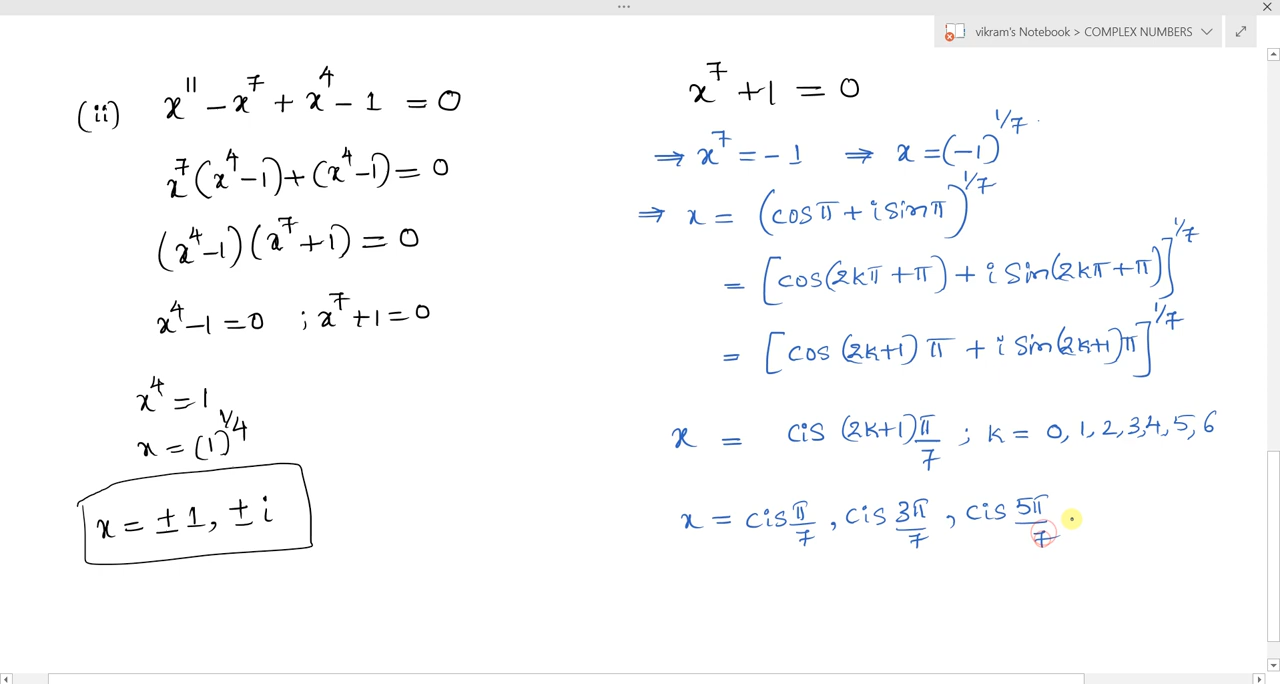 vikram's Notebook > COMPLEX NUMBERS
(ii) x¹¹ - x⁷ + x⁴ - 1 = 0
x⁷(x⁴-1)+(x⁴-1) = 0
(x⁴-1)(x⁷+1) = 0
x⁴-1=0 ; x⁷+1=0
x⁴ = 1
x = (1)^1/4
x = ±1, ±i
x⁷ + 1 = 0
⇒ x⁷ = -1 ⇒ x = (-1)^1/7
⇒ x = (cosπ + i sinπ)^1/7
= [cos(2kπ+π) + i Sin(2kπ+π)]^1/7
= [cos (2k+1)π + i Sin(2k+1)π]^1/7
x = cis (2k+1)π/7 ; k = 0, 1, 2, 3, 4, 5, 6
x = cis π/7 , cis 3π/7 , cis 5π/7